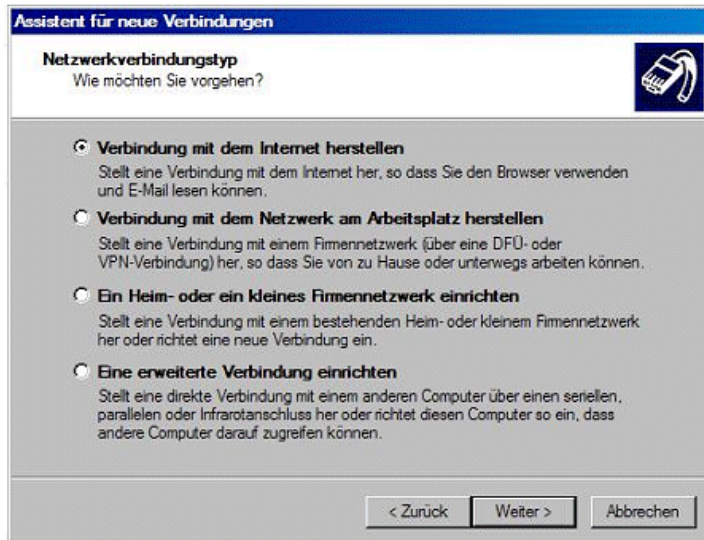 Assistent für neue Verbindungen
Netzwerkverbindungstyp
Wie möchten Sie vorgehen?
Verbindung mit dem Internet herstellen
Stellt eine Verbindung mit dem Internet her, so dass Sie den Browser verwenden
und E-Mail lesen können.
Verbindung mit dem Netzwerk am Arbeitsplatz herstellen
Stellt eine Verbindung mit einem Firmennetzwerk (über eine DFÜ- oder
VPN-Verbindung) her, so dass Sie von zu Hause oder unterwegs arbeiten können.
Ein Heim- oder ein kleines Firmennetzwerk einrichten
Stellt eine Verbindung mit einem bestehenden Heim- oder kleinem Firmennetzwerk
her oder richtet eine neue Verbindung ein.
Eine erweiterte Verbindung einrichten
Stellt eine direkte Verbindung mit einem anderen Computer über einen seriellen,
parallelen oder Infrarotanschluss her oder richtet diesen Computer so ein, dass
andere Computer darauf zugreifen können.
< Zurück Weiter > Abbrechen